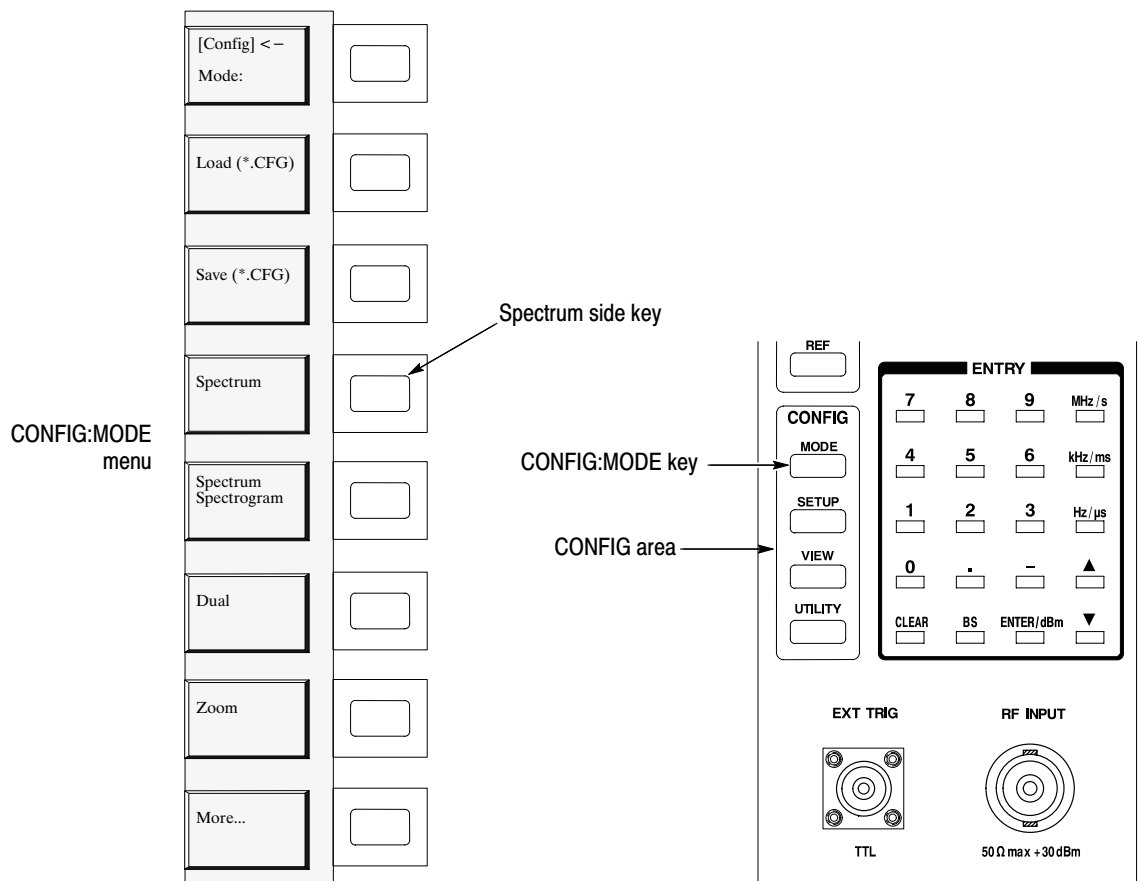 [Config] <–
Mode:
Load (*.CFG)
Save (*.CFG)
Spectrum
Spectrum
Spectrogram
Dual
Zoom
More...
CONFIG:MODE
menu
Spectrum side key
CONFIG:MODE key
CONFIG area
REF
CONFIG
MODE
SETUP
VIEW
UTILITY
ENTRY
7 8 9 MHz/s
4 5 6 kHz/ms
1 2 3 Hz/µs
0 . – ▲
CLEAR BS ENTER/dBm ▼
EXT TRIG
TTL
RF INPUT
50 Ω max +30 dBm